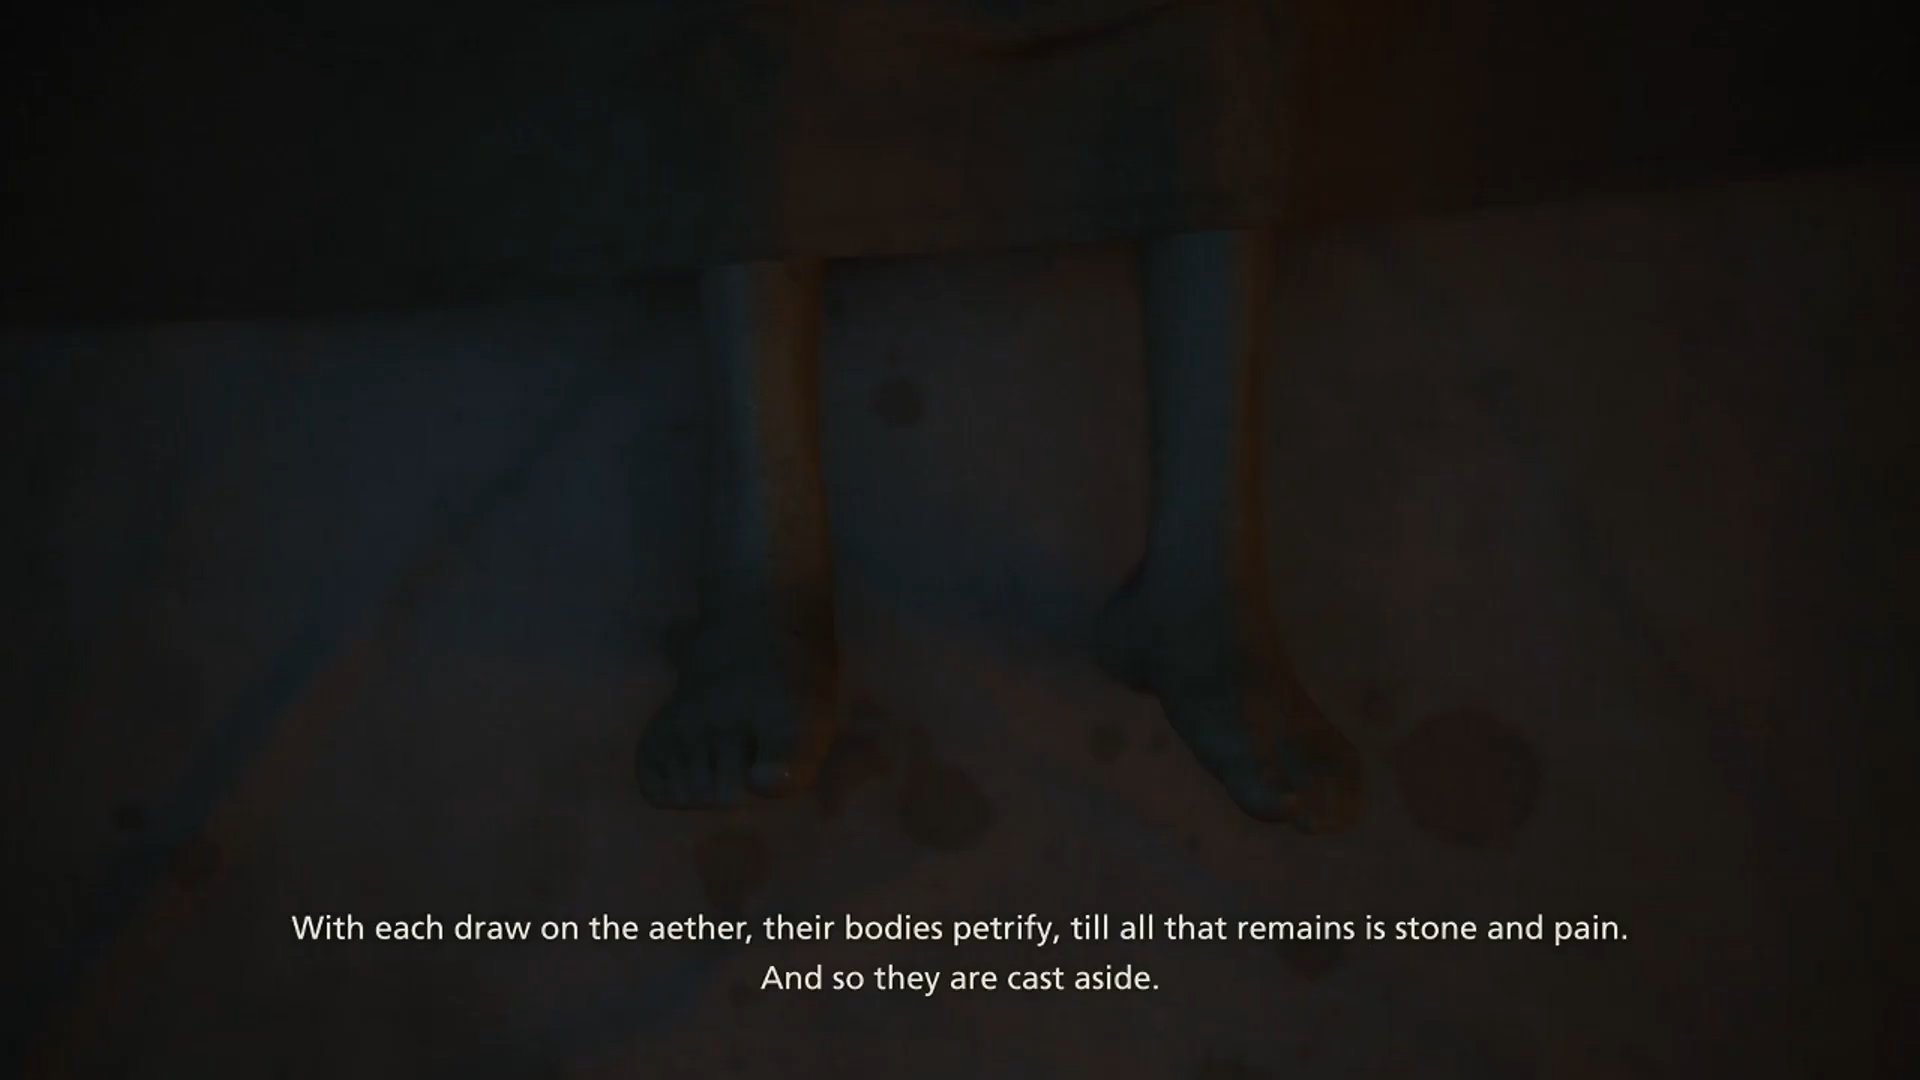 With each draw on the aether, their bodies petrify, till all that remains is stone and pain.
And so they are cast aside.